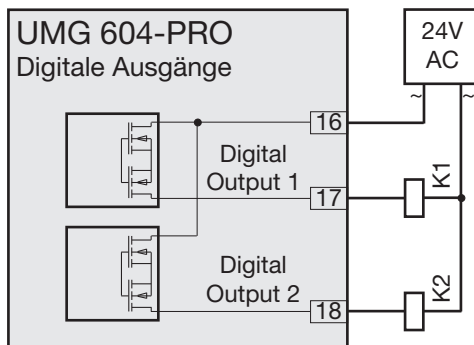 UMG 604-PRO
Digitale Ausgänge
24V
AC
~ ~
16
Digital
Output 1
17
K1
Digital
Output 2
18
K2